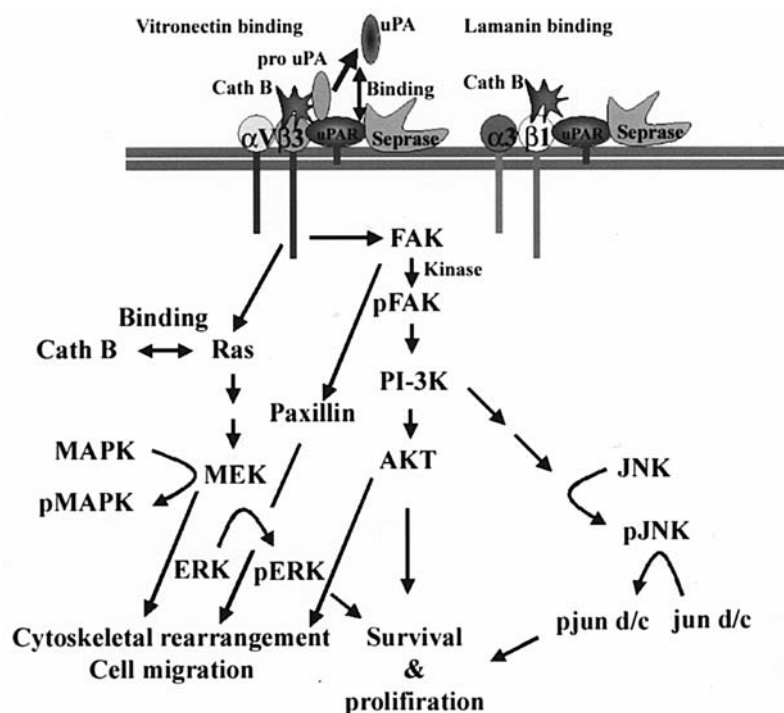 Vitronectin binding
uPA
Lamanin binding
pro uPA
Cath B
Binding
Cath B
αVβ3
uPAR
Seprase
α3
β1
uPAR
Seprase
FAK
Kinase
pFAK
Binding
Cath B
Ras
PI-3K
Paxillin
MAPK
MEK
AKT
JNK
pMAPK
pJNK
ERK
pERK
pjun d/c
jun d/c
Cytoskeletal rearrangement
Cell migration
Survival
&
prolifiration